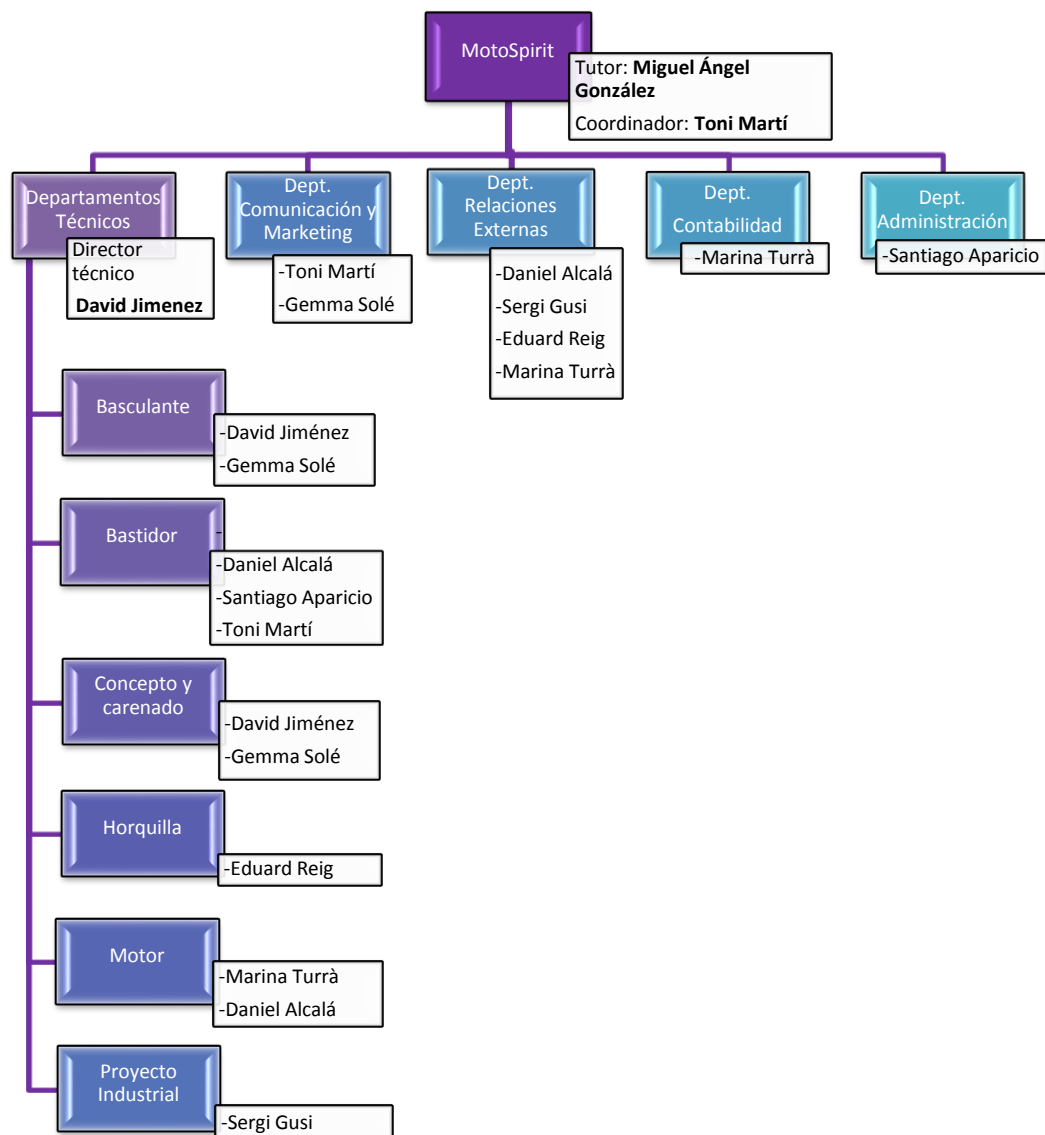 MotoSpirit
Tutor: Miguel Ángel
González
Coordinador: Toni Martí
Departamentos
Técnicos
Director
técnico
David Jimenez
Dept.
Comunicación y
Marketing
-Toni Martí
-Gemma Solé
Dept.
Relaciones
Externas
-Daniel Alcalá
-Sergi Gusi
-Eduard Reig
-Marina Turrà
Dept.
Contabilidad
-Marina Turrà
Dept.
Administración
-Santiago Aparicio
Basculante
-David Jiménez
-Gemma Solé
Bastidor
-
-Daniel Alcalá
-Santiago Aparicio
-Toni Martí
Concepto y
carenado
-David Jiménez
-Gemma Solé
Horquilla
-Eduard Reig
Motor
-Marina Turrà
-Daniel Alcalá
Proyecto
Industrial
-Sergi Gusi